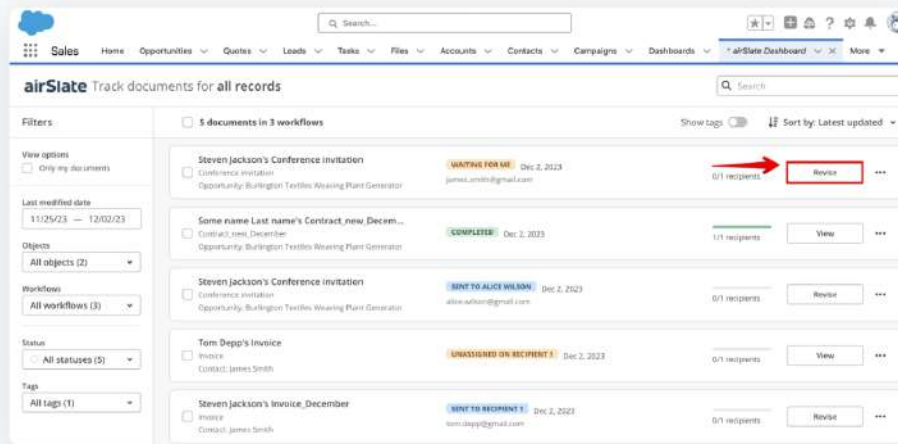 Search...
Sales
Home Opportunities Quotes Leads Tasks Files Accounts Contacts Campaigns Dashboards * airSlate Dashboard More
airSlate Track documents for all records
Search
Filters
5 documents in 3 workflows
Show tags
Sort by: Latest updated
View options
Only my documents
Last modified date
11/25/23 — 12/02/23
Objects
All objects (2)
Workflows
All workflows (3)
Status
All statuses (5)
Tags
All tags (1)
Steven Jackson's Conference invitation
Conference invitation
Opportunity: Burlington Textiles Weaving Plant Generator
WAITING FOR ME Dec 2, 2023
james.smith@gmail.com
0/1 recipients
Revise
Some name Last name's Contract_new_Decem...
Contract_new_December
Opportunity: Burlington Textiles Weaving Plant Generator
COMPLETED Dec 2, 2023
1/1 recipients
View
Steven Jackson's Conference invitation
Conference invitation
Opportunity: Burlington Textiles Weaving Plant Generator
SENT TO ALICE WILSON Dec 2, 2023
alice.wilson@gmail.com
0/1 recipients
Revise
Tom Depp's Invoice
Invoice
Contact: James Smith
UNASSIGNED ON RECIPIENT 1 Dec 2, 2023
0/1 recipients
View
Steven Jackson's Invoice_December
Invoice
Contact: James Smith
SENT TO RECIPIENT 1 Dec 2, 2023
tom.depp@gmail.com
0/1 recipients
Revise